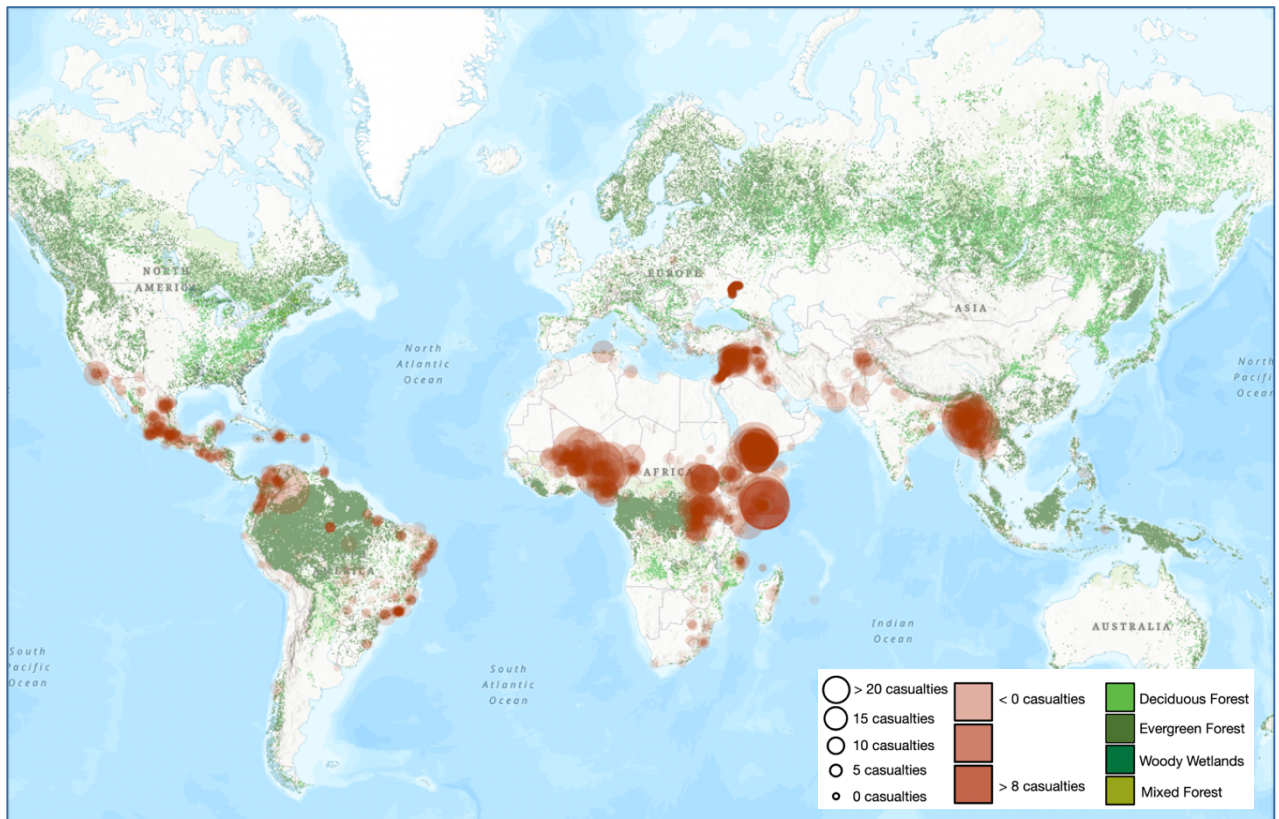 NORTH
AMERICA
EUROPE
ASIA
North
Atlantic
Ocean
North
Pacific
Ocean
AFRICA
Indian
Ocean
AUSTRALIA
South
Pacific
Ocean
South
Atlantic
Ocean
> 20 casualties
15 casualties
10 casualties
5 casualties
0 casualties
< 0 casualties
> 8 casualties
Deciduous Forest
Evergreen Forest
Woody Wetlands
Mixed Forest